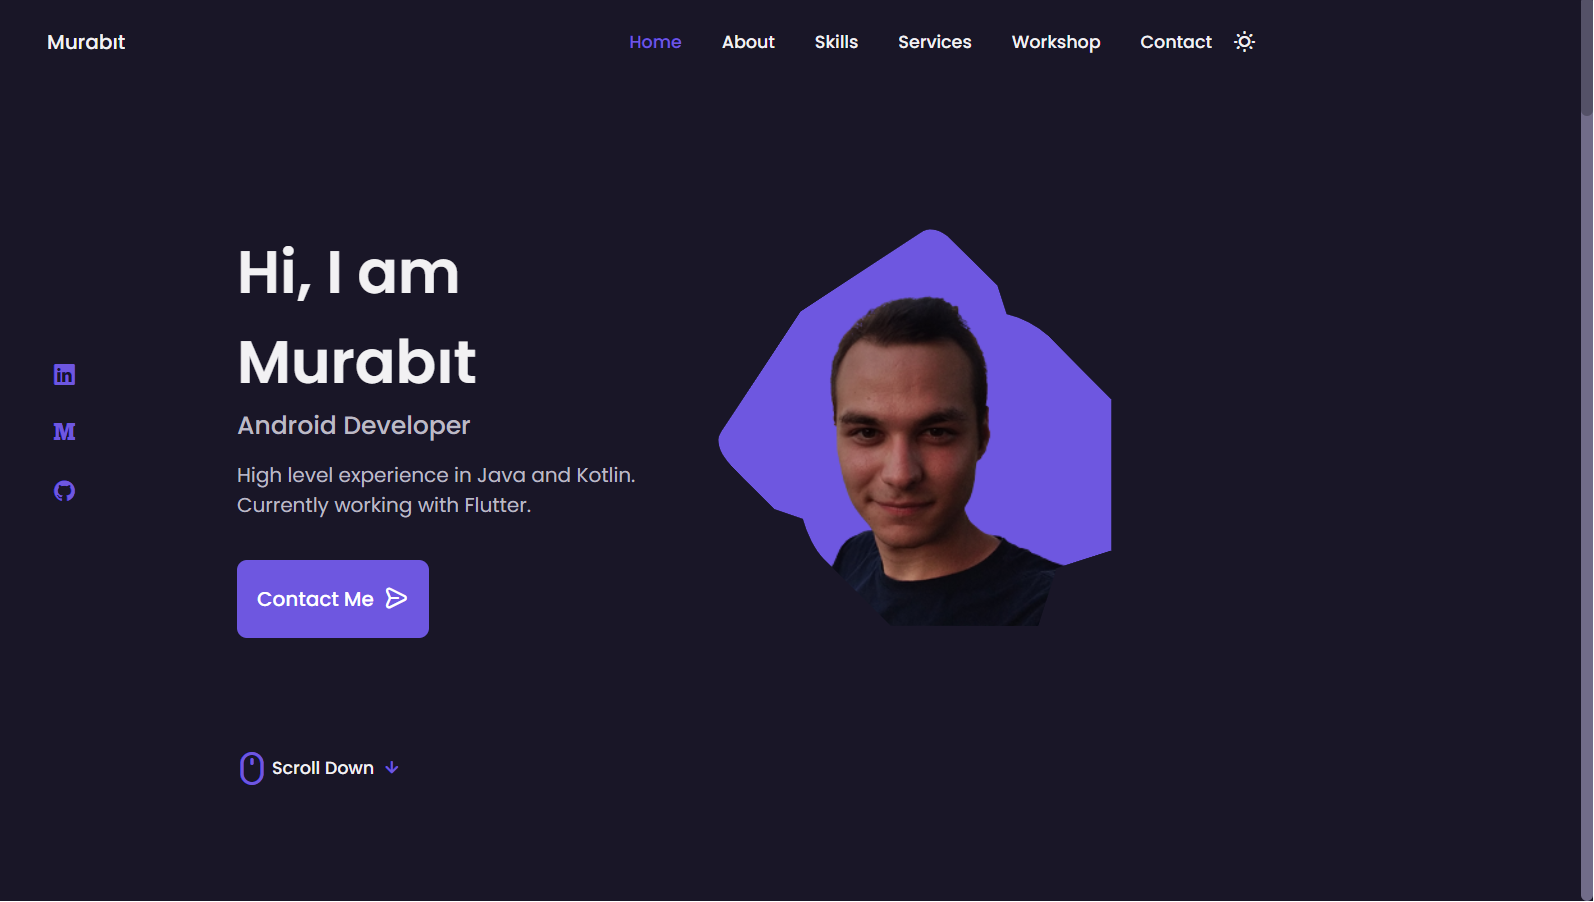 Murabıt
Home About Skills Services Workshop Contact
Hi, I am
Murabıt
Android Developer
High level experience in Java and Kotlin.
Currently working with Flutter.
Contact Me
Scroll Down